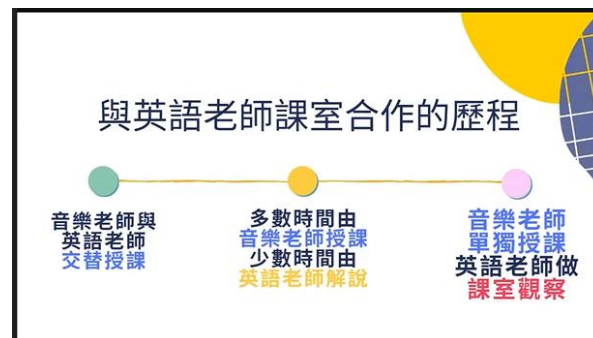 與英語老師課室合作的歷程
音樂老師與
英語老師
交替授課
多數時間由
音樂老師授課
少數時間由
英語老師解說
音樂老師
單獨授課
英語老師做
課室觀察